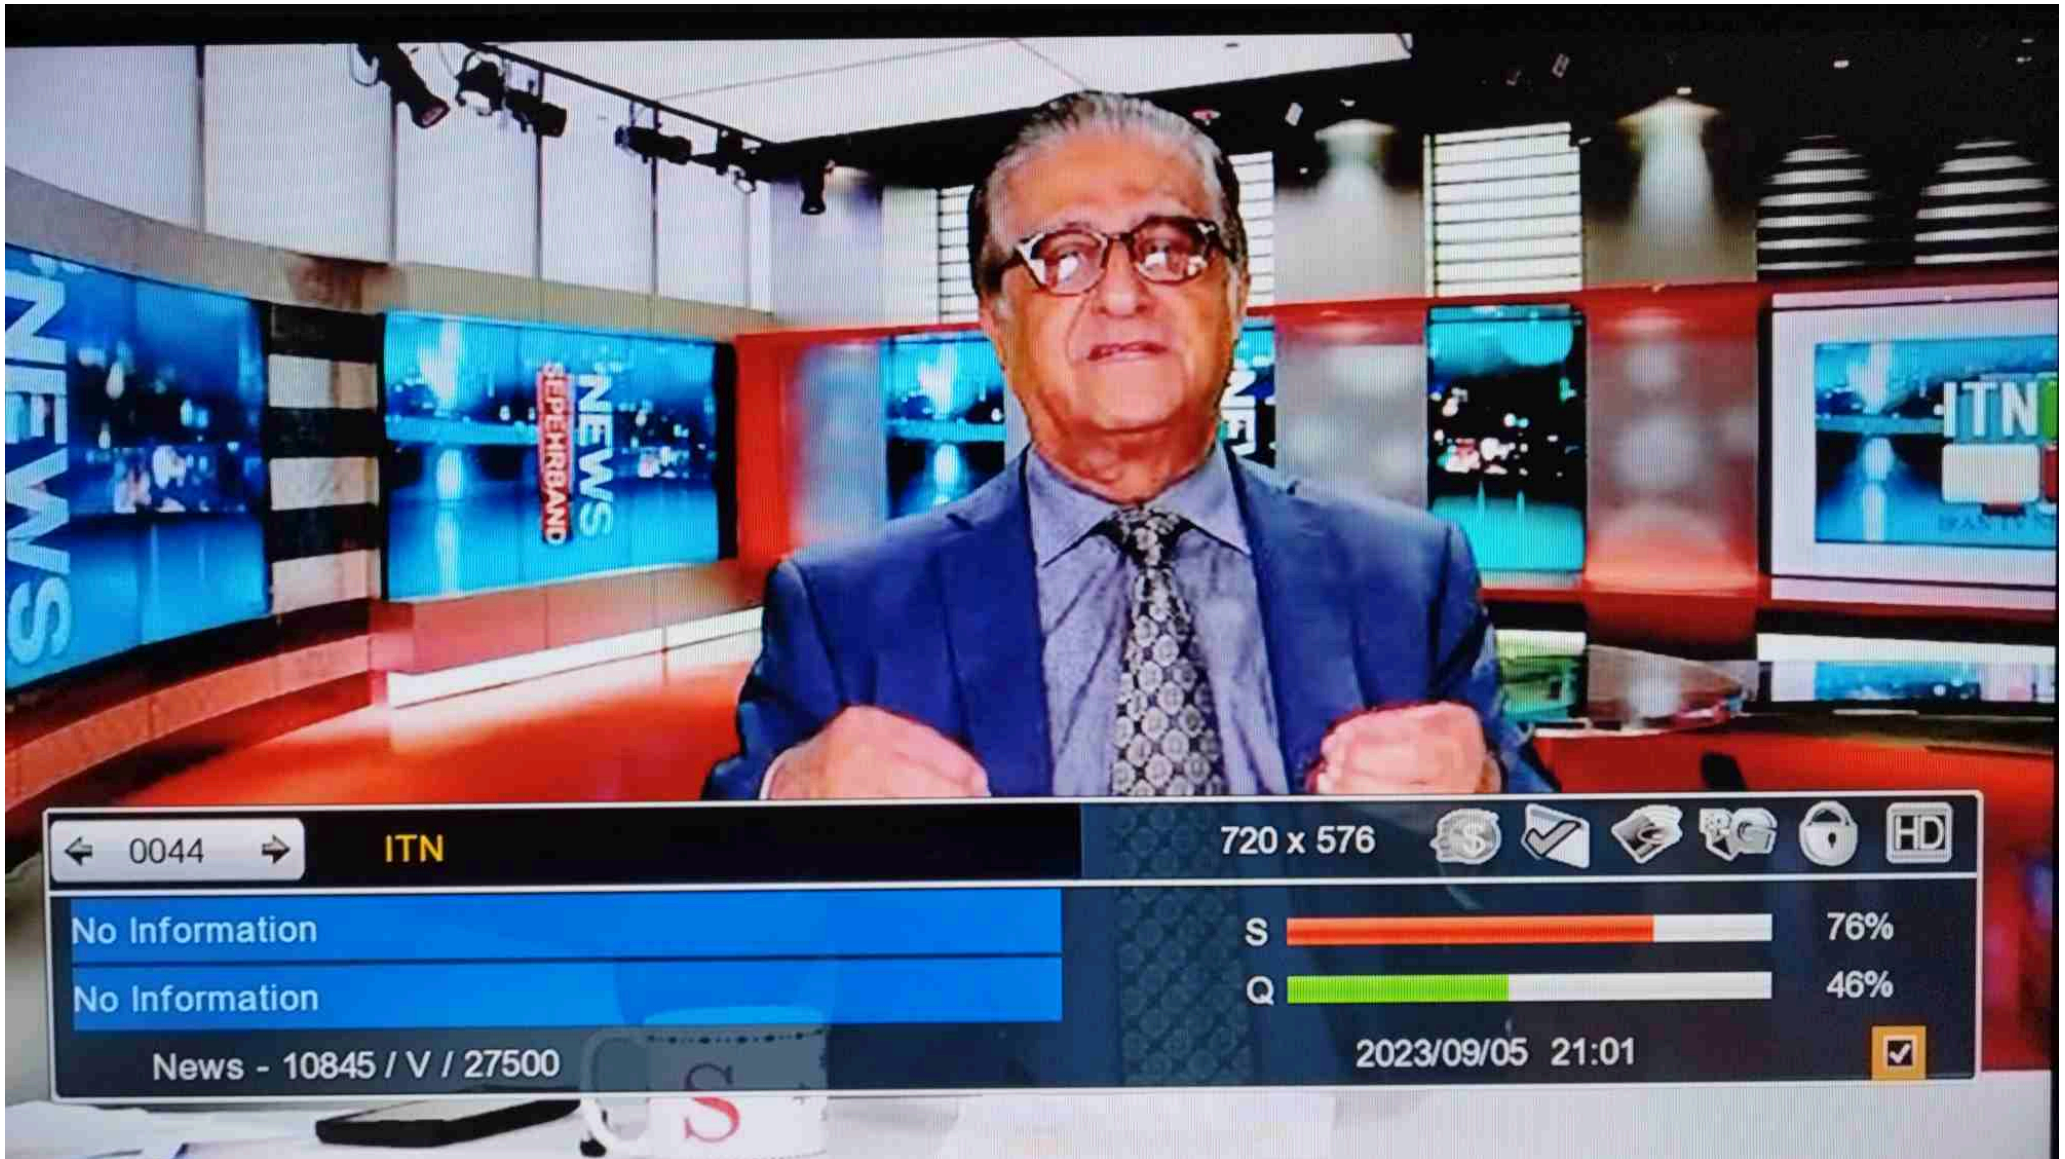 NEWS
NEWS
SEPEHRBAND
ITN
0044
ITN
720 x 576
HD
No Information
No Information
S
76%
Q
46%
News - 10845 / V / 27500
2023/09/05 21:01
S